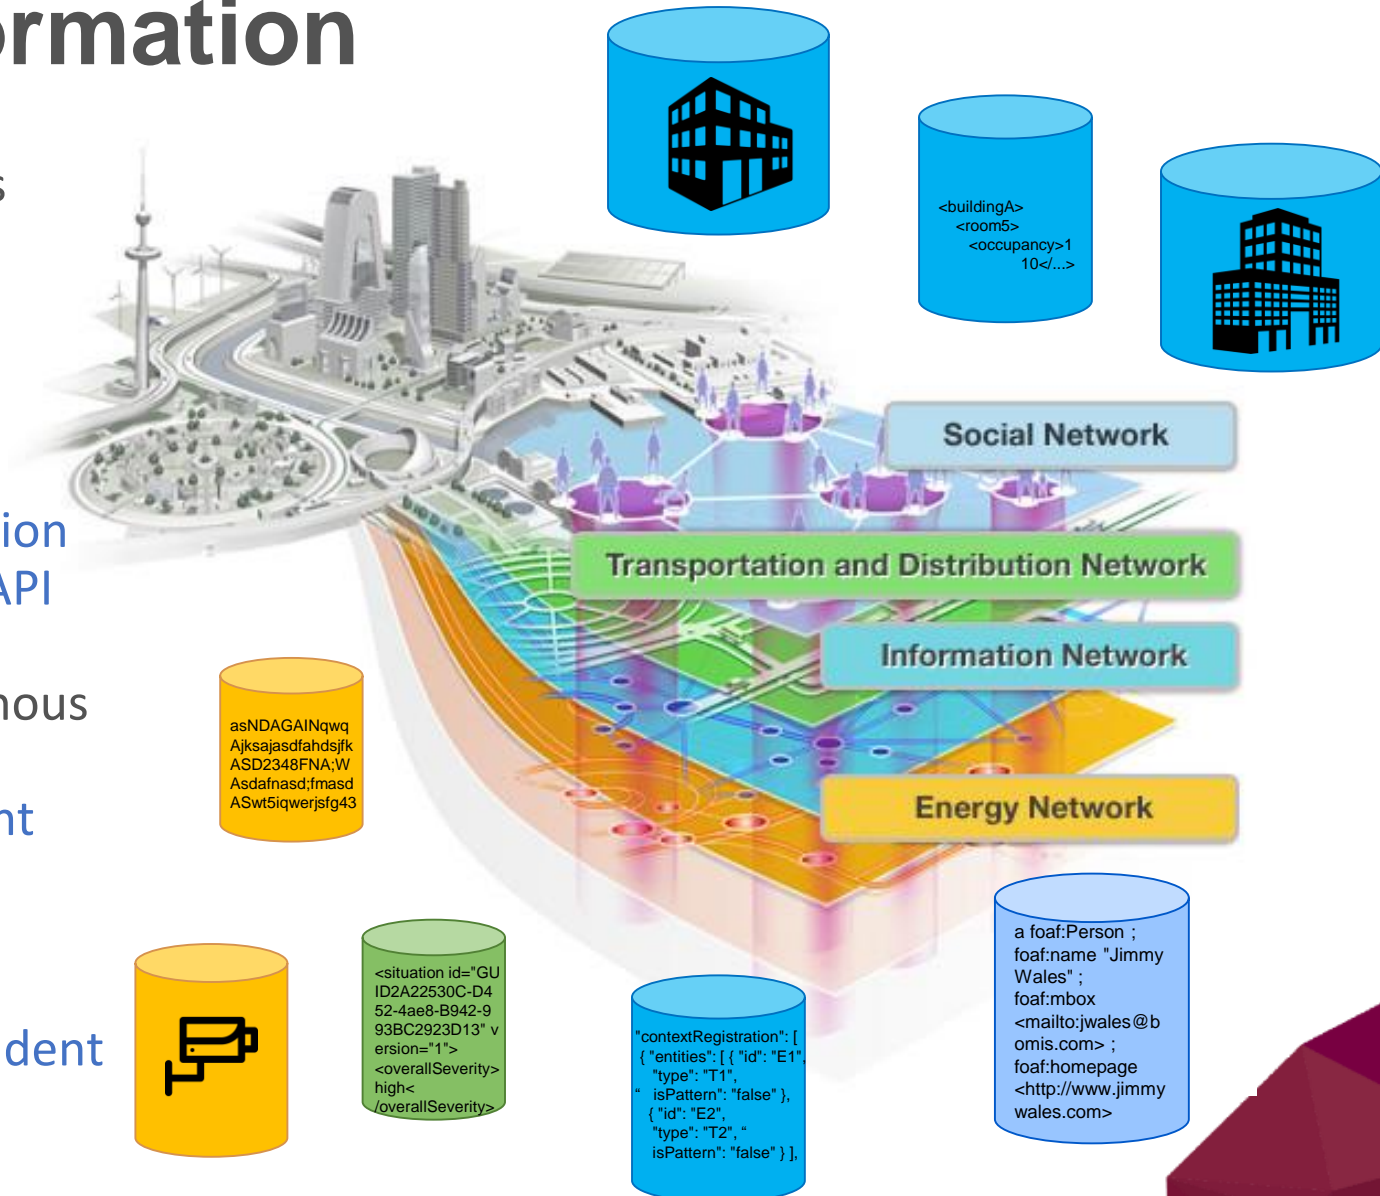 ormation
s
tion
API
nous
nt
dent
<buildingA>
<room5>
<occupancy>1
10</...>
Social Network
Transportation and Distribution Network
Information Network
Energy Network
asNDAGAINqwq
Ajksajasdfahdsjfk
ASD2348FNA;W
Asdafnasd;fmasd
ASwt5iqwerjsfg43
<situation id="GU
ID2A22530C-D4
52-4ae8-B942-9
93BC2923D13" v
ersion="1">
<overallSeverity>
high<
/overallSeverity>
"contextRegistration": [
{ "entities": [ { "id": "E1",
"type": "T1",
“ isPattern": "false" },
{ "id": "E2",
"type": "T2", “
isPattern": "false" } ],
a foaf:Person ;
foaf:name "Jimmy
Wales" ;
foaf:mbox
<mailto:jwales@b
omis.com> ;
foaf:homepage
<http://www.jimmy
wales.com>